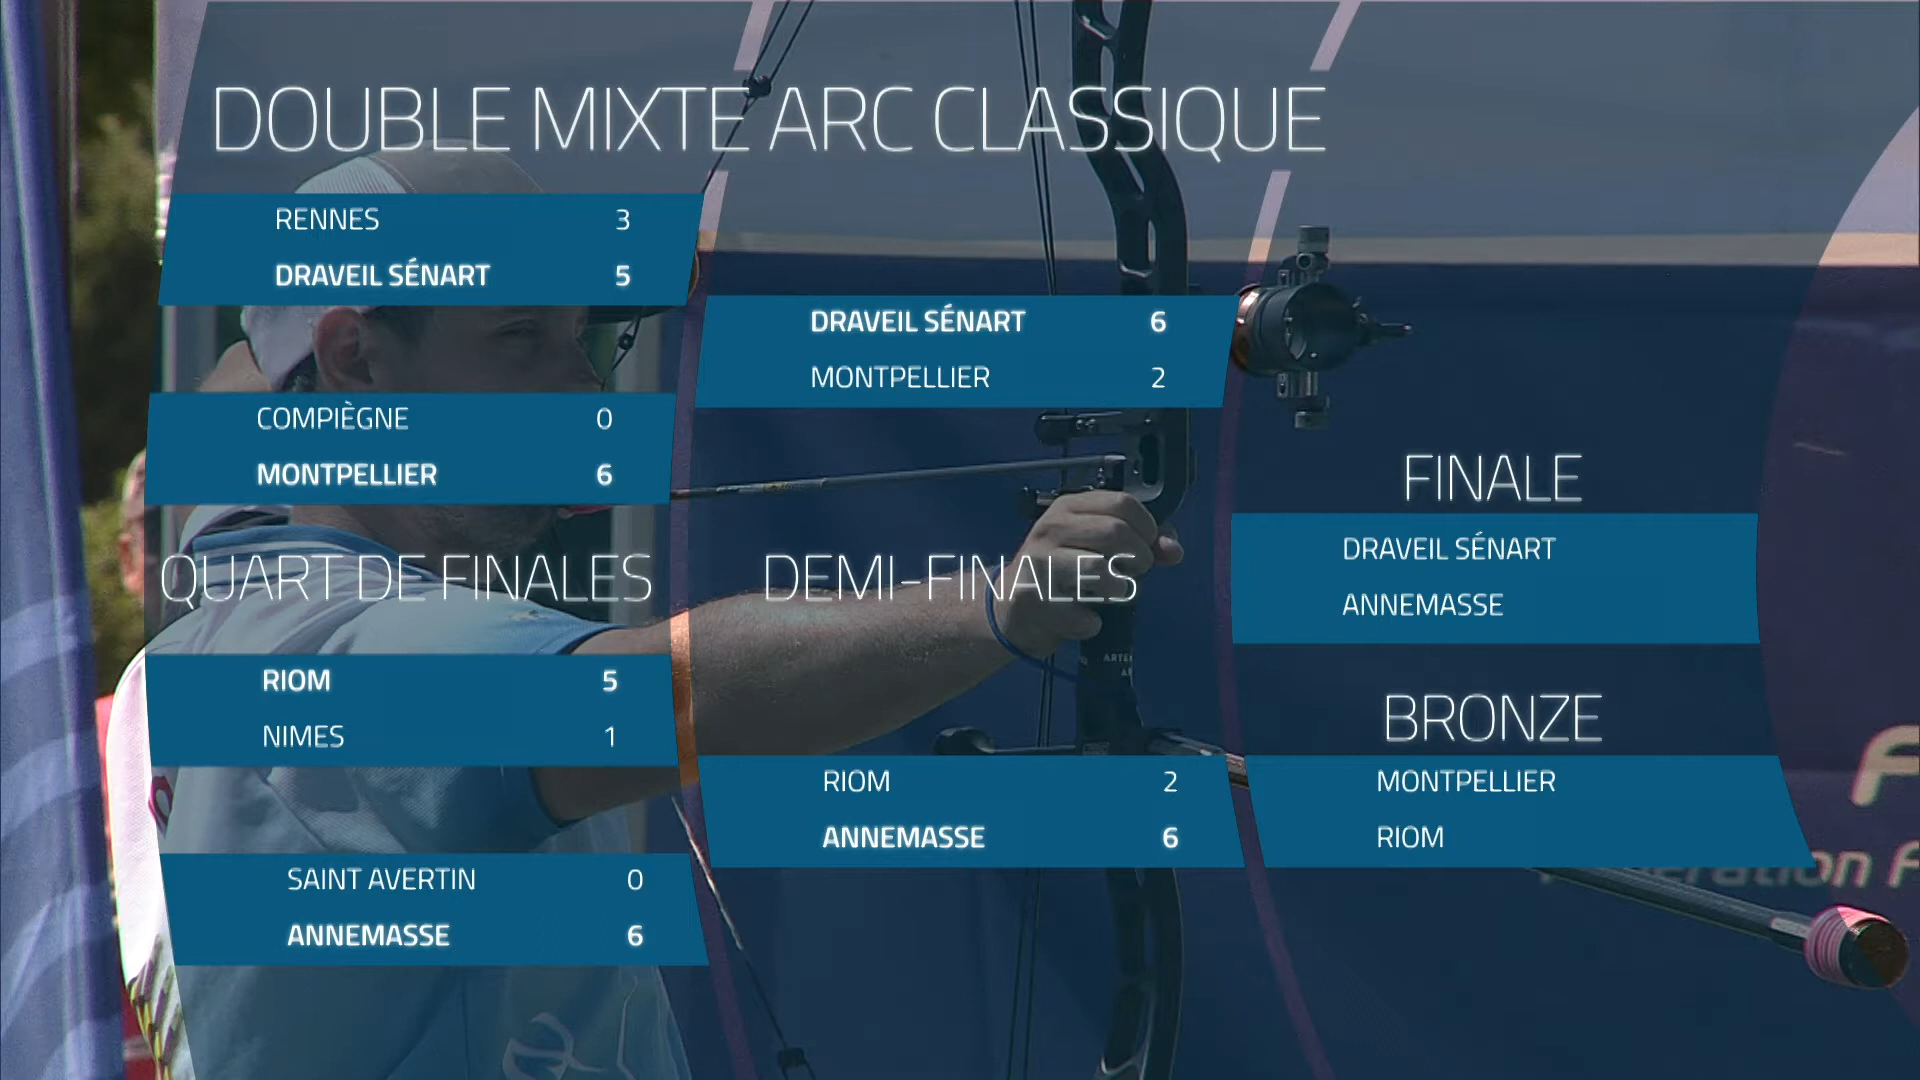 DOUBLE MIXTE ARC CLASSIQUE
RENNES 3
DRAVEIL SÉNART 5
COMPIÈGNE 0
MONTPELLIER 6
QUART DE FINALES
RIOM 5
NIMES 1
SAINT AVERTIN 0
ANNEMASSE 6
DRAVEIL SÉNART 6
MONTPELLIER 2
DEMI-FINALES
RIOM 2
ANNEMASSE 6
FINALE
DRAVEIL SÉNART
ANNEMASSE
BRONZE
MONTPELLIER
RIOM